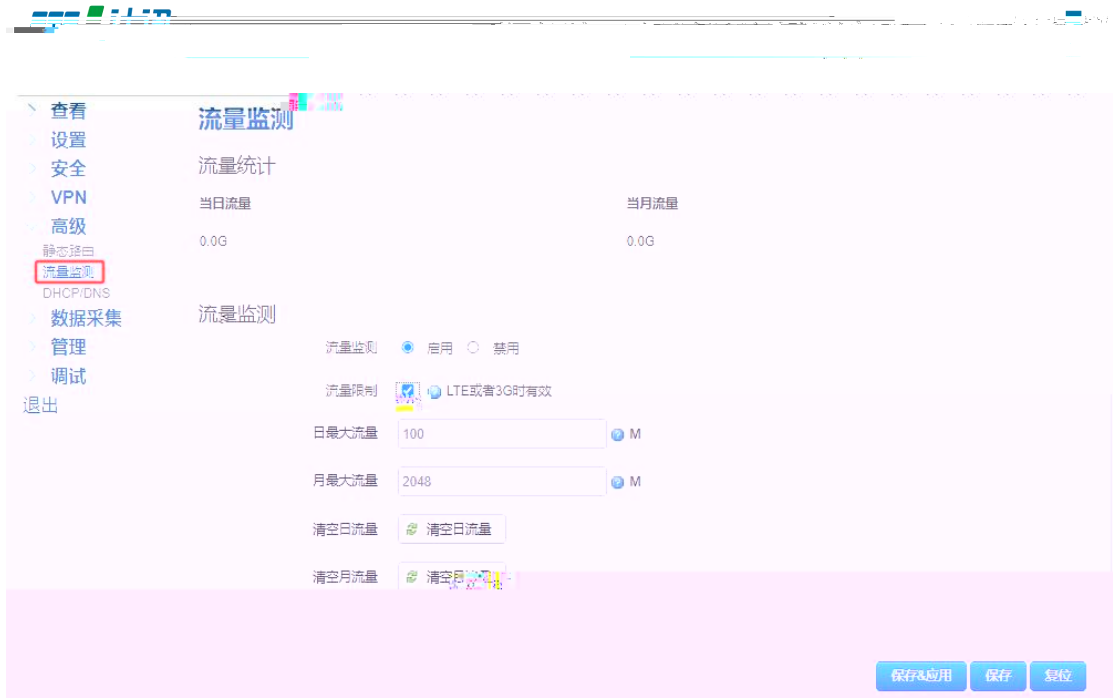 查看
设置
安全
VPN
高级
静态路由
流量监测
DHCP/DNS
数据采集
管理
调试
退出
流量监测
流量统计
当日流量 当月流量
0.0G 0.0G
流量监测
流量监测 启用 禁用
流量限制 LTE或者3G时有效
日最大流量 100 M
月最大流量 2048 M
清空日流量 清空日流量
清空月流量 清空
保存&应用 保存 复位